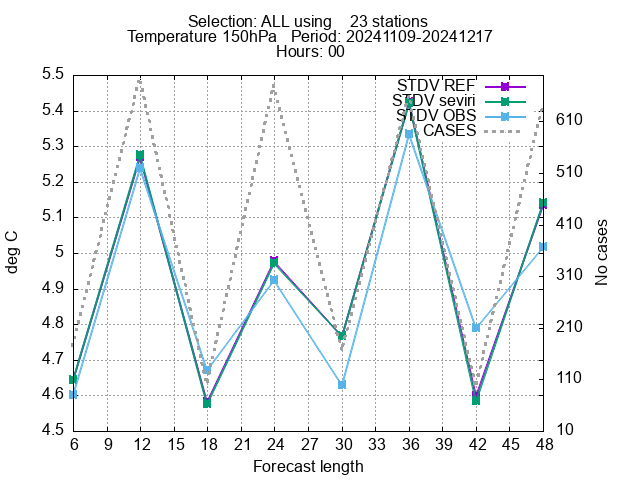 Selection: ALL using 23 stations
Temperature 150hPa Period: 20241109-20241217
Hours: 00
STDV REF
STDV seviri
STDV OBS
CASES
deg C
5.5
5.4
5.3
5.2
5.1
5
4.9
4.8
4.7
4.6
4.5
610
510
410
310
210
110
10
No cases
6 9 12 15 18 21 24 27 30 33 36 39 42 45 48
Forecast length